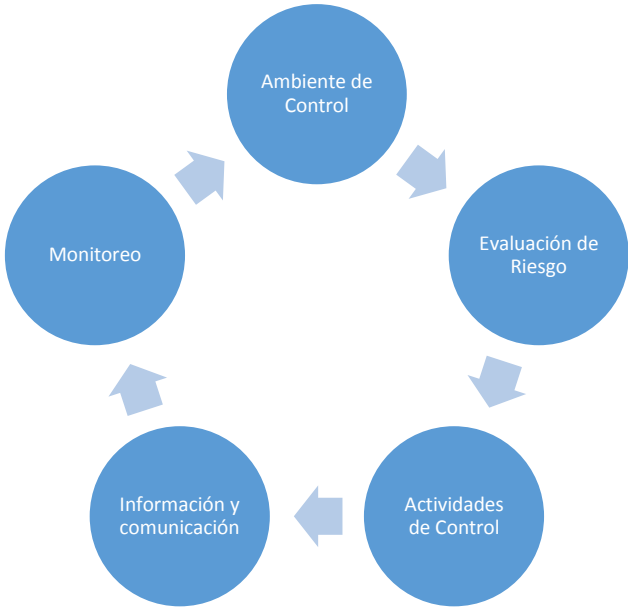 Ambiente de
Control
Evaluación de
Riesgo
Actividades
de Control
Información y
comunicación
Monitoreo